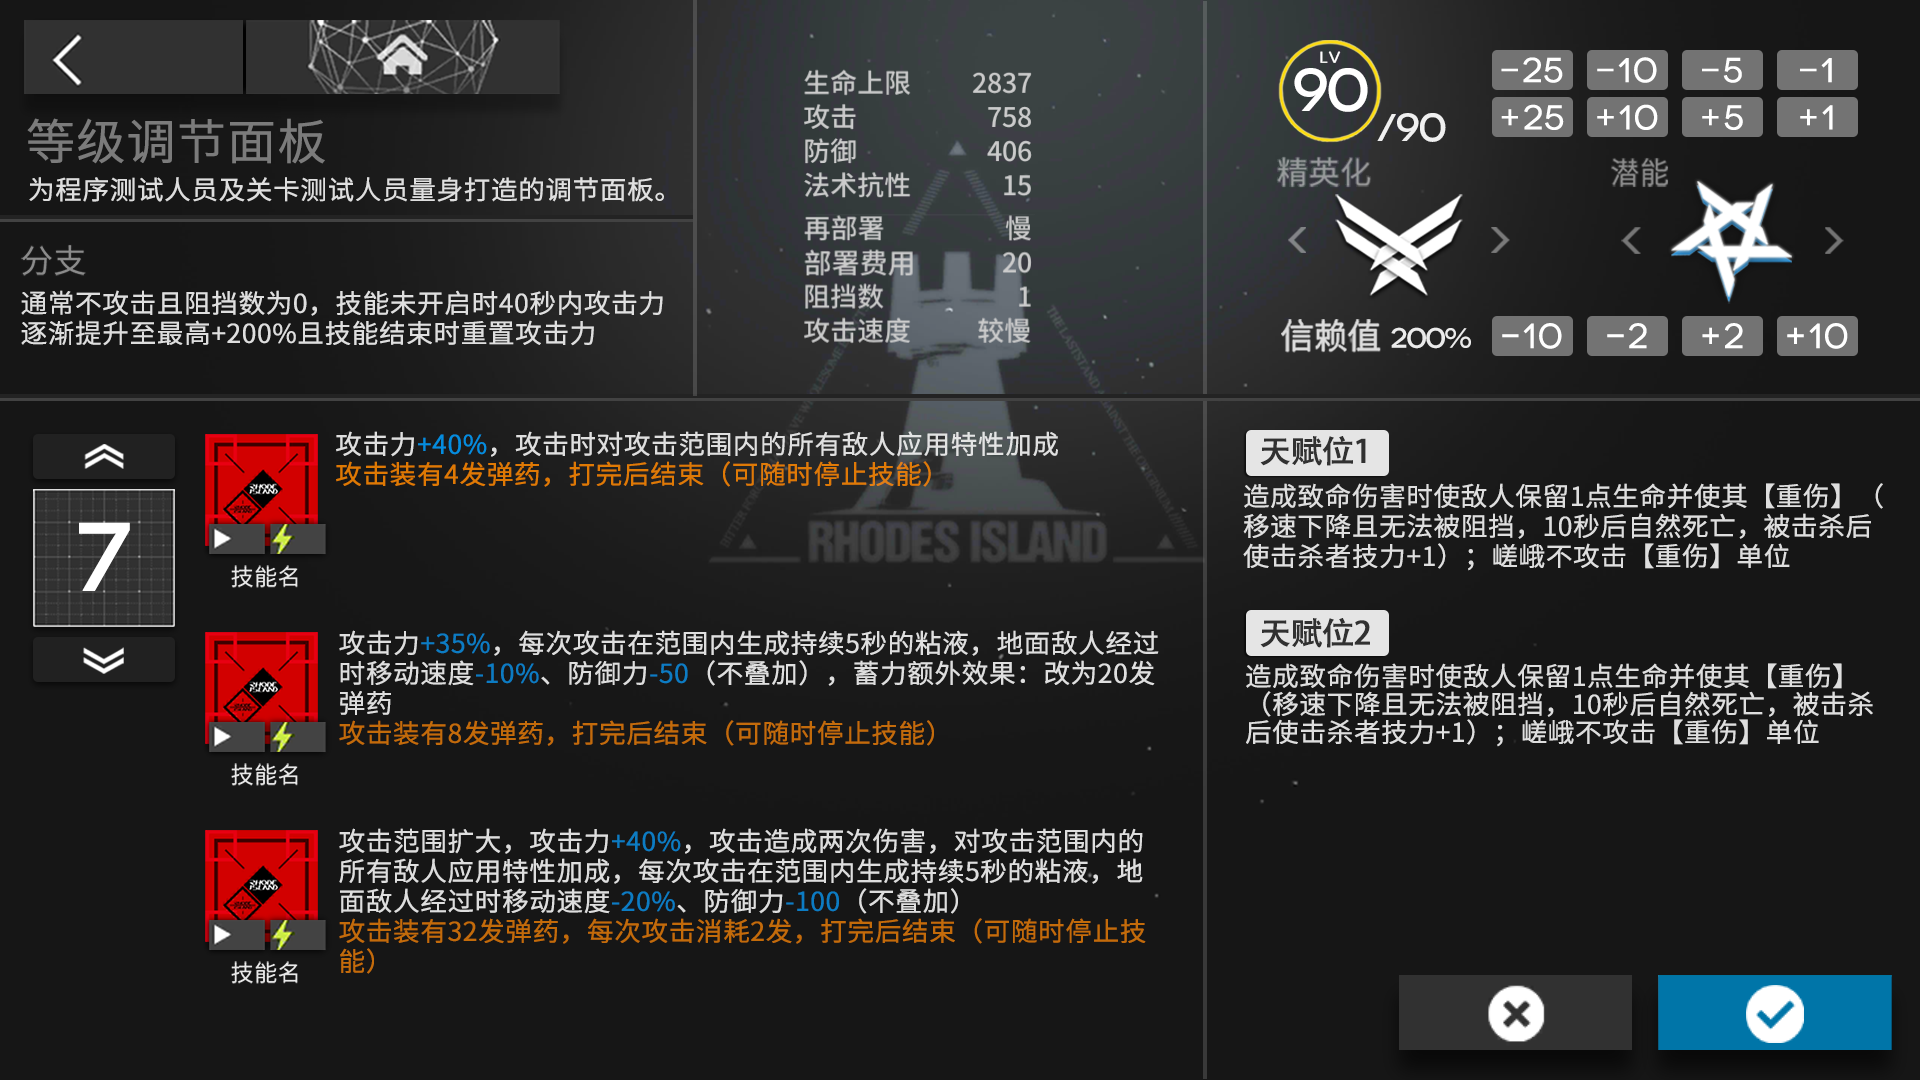 等级调节面板
为程序测试人员及关卡测试人员量身打造的调节面板。
分支
通常不攻击且阻挡数为0，技能未开启时40秒内攻击力
逐渐提升至最高+200%且技能结束时重置攻击力
生命上限 2837
攻击 758
防御 406
法术抗性 15
再部署 慢
部署费用 20
阻挡数 1
攻击速度 较慢
LV
90
/90
-25 -10 -5 -1
+25 +10 +5 +1
精英化 潜能
信赖值 200% -10 -2 +2 +10
7
攻击力+40%，攻击时对攻击范围内的所有敌人应用特性加成
攻击装有4发弹药，打完后结束（可随时停止技能）
技能名
攻击力+35%，每次攻击在范围内生成持续5秒的粘液，地面敌人经过
时移动速度-10%、防御力-50（不叠加），蓄力额外效果：改为20发
弹药
攻击装有8发弹药，打完后结束（可随时停止技能）
技能名
攻击范围扩大，攻击力+40%，攻击造成两次伤害，对攻击范围内的
所有敌人应用特性加成，每次攻击在范围内生成持续5秒的粘液，地
面敌人经过时移动速度-20%、防御力-100（不叠加）
攻击装有32发弹药，每次攻击消耗2发，打完后结束（可随时停止技
能）
技能名
RHODES ISLAND
天赋位1
造成致命伤害时使敌人保留1点生命并使其【重伤】（
移速下降且无法被阻挡，10秒后自然死亡，被击杀后
使击杀者技力+1）；嵯峨不攻击【重伤】单位
天赋位2
造成致命伤害时使敌人保留1点生命并使其【重伤】
（移速下降且无法被阻挡，10秒后自然死亡，被击杀
后使击杀者技力+1）；嵯峨不攻击【重伤】单位